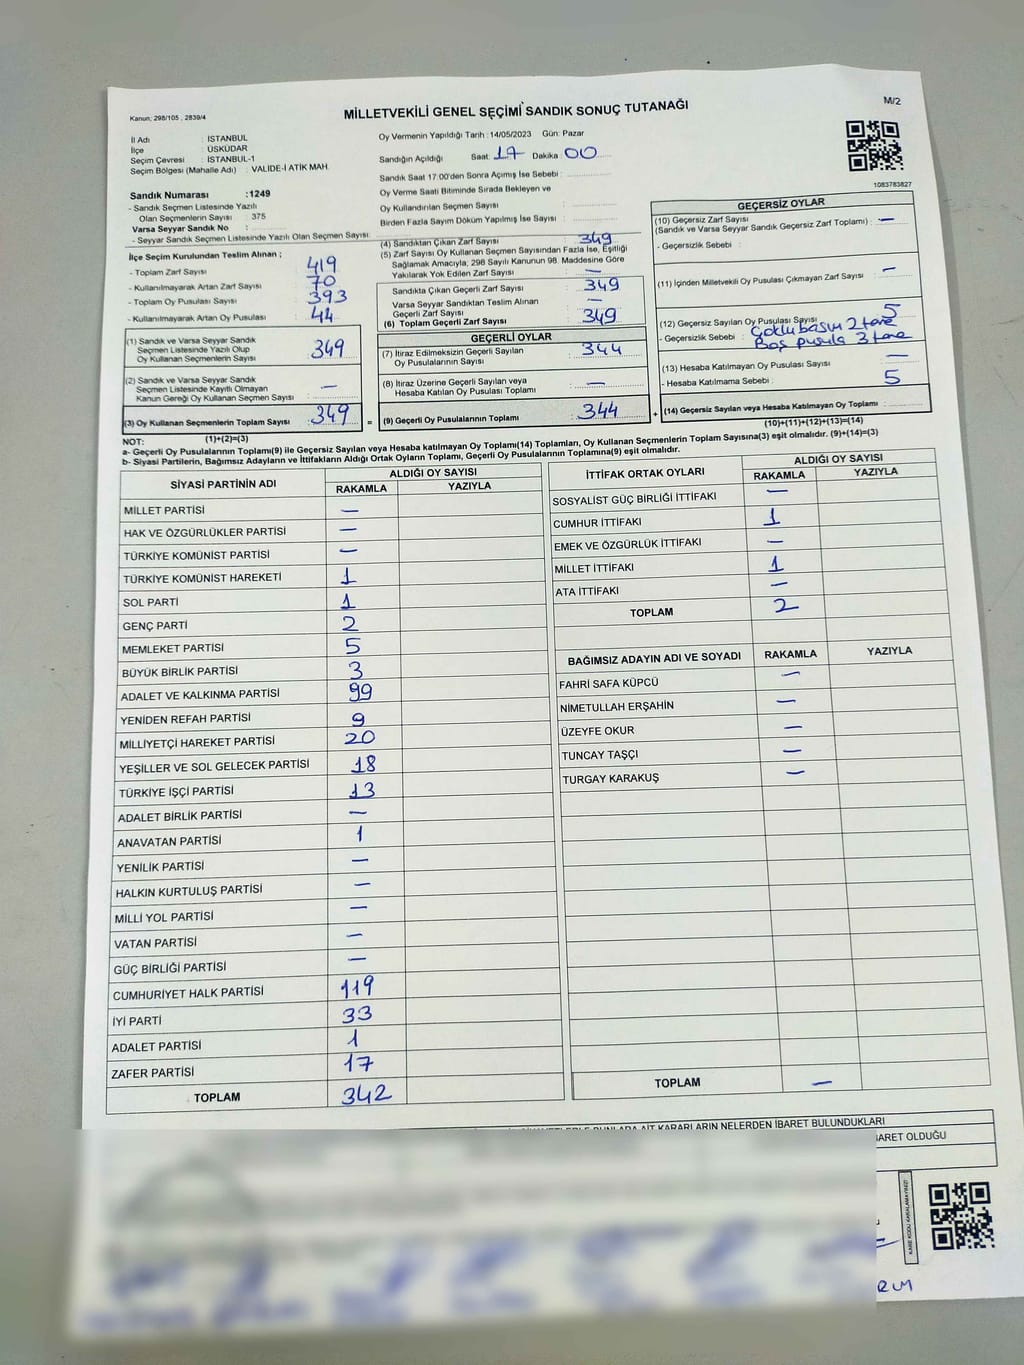 Kanun; 298/105 , 2839/4
MİLLETVEKİLİ GENEL SEÇİMİ SANDIK SONUÇ TUTANAĞI
M/2
İl Adı : İSTANBUL
İlçe : ÜSKÜDAR
Seçim Çevresi : İSTANBUL-1
Seçim Bölgesi (Mahalle Adı) : VALİDE-İ ATİK MAH
Sandık Numarası : 1249
- Sandık Seçmen Listesinde Yazılı
Olan Seçmenlerin Sayısı : 375
Varsa Seyyar Sandık No :
- Seyyar Sandık Seçmen Listesinde Yazılı Olan Seçmen Sayısı:
İlçe Seçim Kurulundan Teslim Alınan ;
- Toplam Zarf Sayısı : 419
- Kullanılmayarak Artan Zarf Sayısı : 70
- Toplam Oy Pusulası Sayısı : 393
- Kullanılmayarak Artan Oy Pusulası : 44
(1) Sandık ve Varsa Seyyar Sandık
Seçmen Listesinde Yazılı Olup
Oy Kullanan Seçmenlerin Sayısı : 349
(2) Sandık ve Varsa Seyyar Sandık
Seçmen Listesinde Kayıtlı Olmayan
Kanun Gereği Oy Kullanan Seçmen Sayısı : —
(3) Oy Kullanan Seçmenlerin Toplam Sayısı : 349 =
(1)+(2)=(3)
Oy Vermenin Yapıldığı Tarih : 14/05/2023 Gün: Pazar
Sandığın Açıldığı Saat: 17 Dakika : 00
Sandık Saat 17:00'den Sonra Açımış İse Sebebi :
Oy Verme Saati Bitiminde Sırada Bekleyen ve
Oy Kullandırılan Seçmen Sayısı :
Birden Fazla Sayım Döküm Yapılmış İse Sayısı :
(4) Sandıktan Çıkan Zarf Sayısı : 349
(5) Zarf Sayısı Oy Kullanan Seçmen Sayısından Fazla İse, Eşitliği
Sağlamak Amacıyla, 298 Sayılı Kanunun 98. Maddesine Göre
Yakılarak Yok Edilen Zarf Sayısı : —
Sandıkta Çıkan Geçerli Zarf Sayısı : 349
Varsa Seyyar Sandıktan Teslim Alınan
Geçerli Zarf Sayısı : —
(6) Toplam Geçerli Zarf Sayısı : 349
GEÇERLİ OYLAR
(7) İtiraz Edilmeksizin Geçerli Sayılan
Oy Pusulalarının Sayısı : 344
(8) İtiraz Üzerine Geçerli Sayılan veya
Hesaba Katılan Oy Pusulası Toplamı : —
(9) Geçerli Oy Pusulalarının Toplamı : 344 +
1083783827
GEÇERSİZ OYLAR
(10) Geçersiz Zarf Sayısı
(Sandık ve Varsa Seyyar Sandık Geçersiz Zarf Toplamı) : —
- Geçersizlik Sebebi :
(11) İçinden Milletvekili Oy Pusulası Çıkmayan Zarf Sayısı : —
(12) Geçersiz Sayılan Oy Pusulası Sayısı : 5
- Geçersizlik Sebebi : Çoklu basım 2 tane
Boş pusula 3 tane
(13) Hesaba Katılmayan Oy Pusulası Sayısı : —
- Hesaba Katılmama Sebebi : 5
(14) Geçersiz Sayılan veya Hesaba Katılmayan Oy Toplamı :
(10)+(11)+(12)+(13)=(14)
NOT:
a- Geçerli Oy Pusulalarının Toplamı(9) ile Geçersiz Sayılan veya Hesaba katılmayan Oy Toplamı(14) Toplamları, Oy Kullanan Seçmenlerin Toplam Sayısına(3) eşit olmalıdır. (9)+(14)=(3)
b- Siyasi Partilerin, Bağımsız Adayların ve İttifakların Aldığı Ortak Oyların Toplamı, Geçerli Oy Pusulalarının Toplamına(9) eşit olmalıdır.
SİYASİ PARTİNİN ADI ALDIĞI OY SAYISI
RAKAMLA YAZIYLA
MİLLET PARTİSİ —
HAK VE ÖZGÜRLÜKLER PARTİSİ —
TÜRKİYE KOMÜNİST PARTİSİ —
TÜRKİYE KOMÜNİST HAREKETİ 1
SOL PARTİ 1
GENÇ PARTİ 2
MEMLEKET PARTİSİ 5
BÜYÜK BİRLİK PARTİSİ 3
ADALET VE KALKINMA PARTİSİ 99
YENİDEN REFAH PARTİSİ 9
MİLLİYETÇİ HAREKET PARTİSİ 20
YEŞİLLER VE SOL GELECEK PARTİSİ 18
TÜRKİYE İŞÇİ PARTİSİ 13
ADALET BİRLİK PARTİSİ —
ANAVATAN PARTİSİ 1
YENİLİK PARTİSİ —
HALKIN KURTULUŞ PARTİSİ —
MİLLİ YOL PARTİSİ —
VATAN PARTİSİ —
GÜÇ BİRLİĞİ PARTİSİ —
CUMHURİYET HALK PARTİSİ 119
İYİ PARTİ 33
ADALET PARTİSİ 1
ZAFER PARTİSİ 17
TOPLAM 342
İTTİFAK ORTAK OYLARI ALDIĞI OY SAYISI
RAKAMLA YAZIYLA
SOSYALİST GÜÇ BİRLİĞİ İTTİFAKI —
CUMHUR İTTİFAKI 1
EMEK VE ÖZGÜRLÜK İTTİFAKI —
MİLLET İTTİFAKI 1
ATA İTTİFAKI —
TOPLAM 2
BAĞIMSIZ ADAYIN ADI VE SOYADI RAKAMLA YAZIYLA
FAHRİ SAFA KÜPCÜ —
NİMETULLAH ERŞAHİN —
ÜZEYFE OKUR —
TUNCAY TAŞÇI —
TURGAY KARAKUŞ —
TOPLAM —
BUNLARA AİT KARARLARIN NELERDEN İBARET BULUNDUKLARI
OLDUĞU